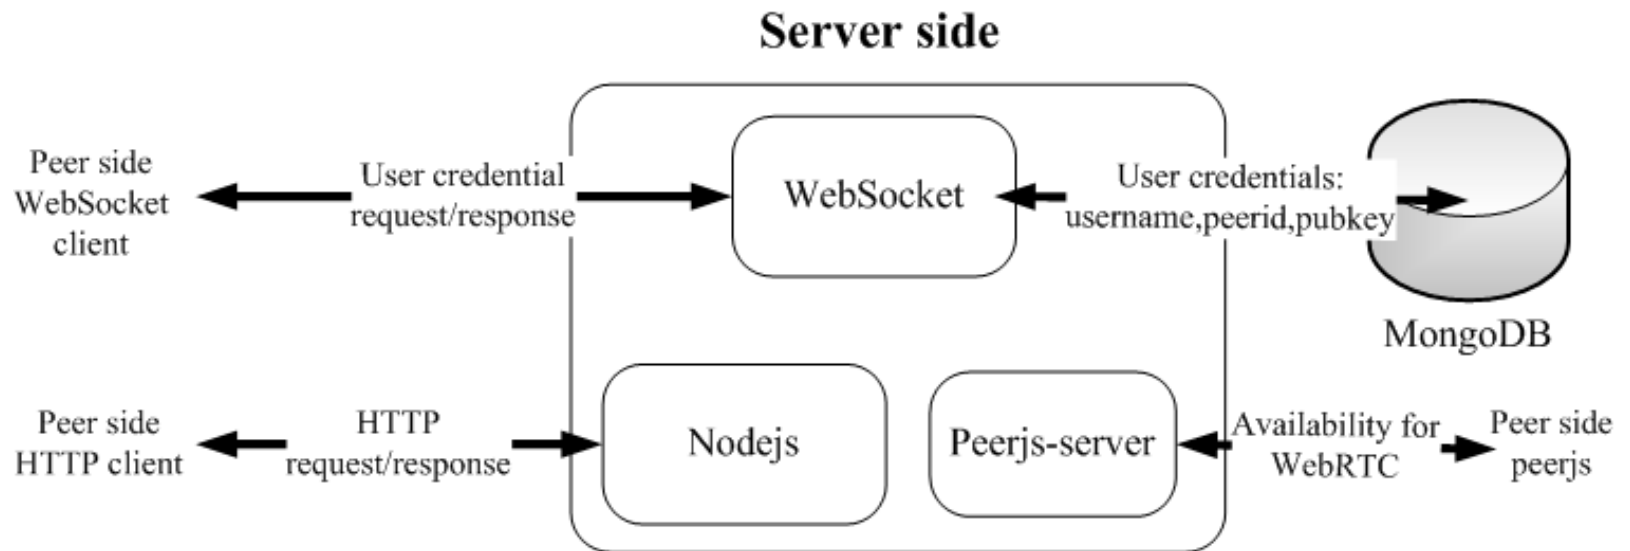 Server side
Peer side
WebSocket
client
User credential
request/response
WebSocket
User credentials:
username,peerid,pubkey
MongoDB
Peer side
HTTP client
HTTP
request/response
Nodejs
Peerjs-server
Availability for
WebRTC
Peer side
peerjs